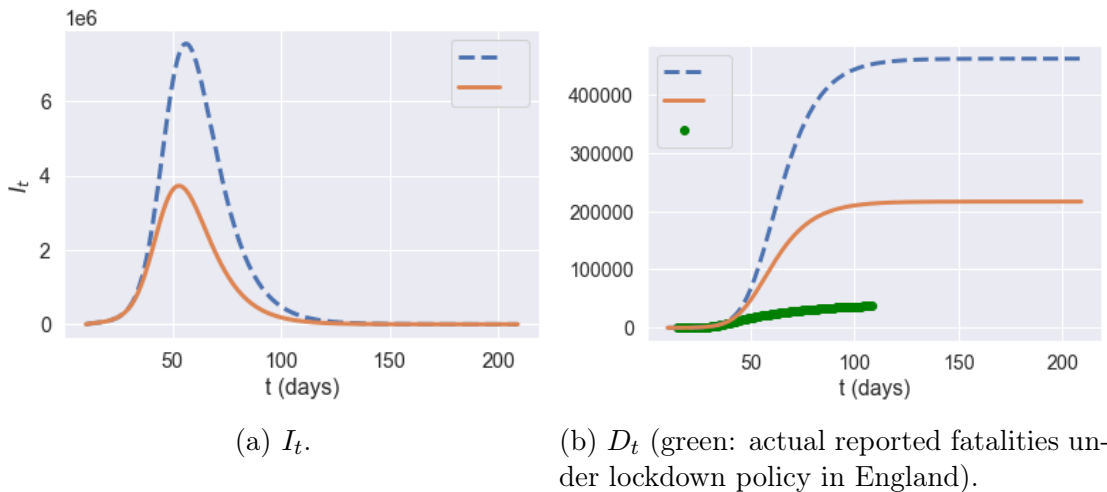 1e6
6
4
2
0
I_t
50 100 150 200
t (days)
400000
300000
200000
100000
0
50 100 150 200
t (days)
(a) I_t.
(b) D_t (green: actual reported fatalities un-
der lockdown policy in England).